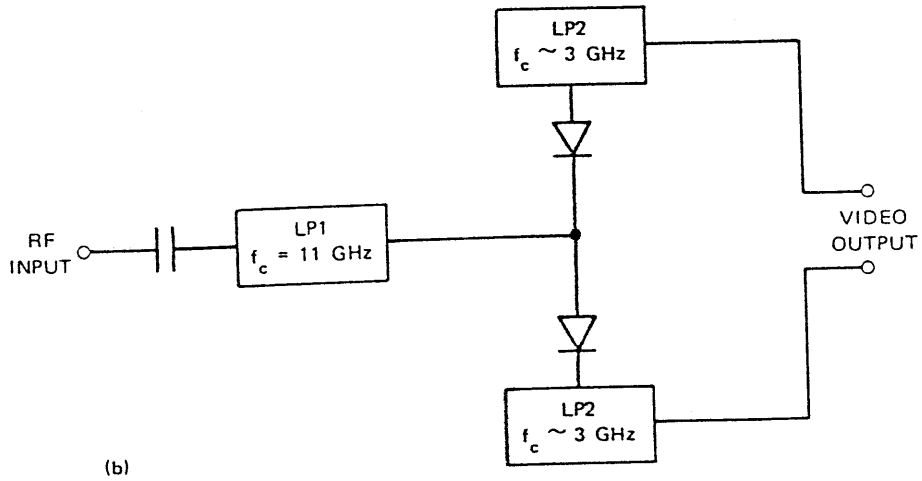 LP2
f_c ~ 3 GHz
RF
INPUT
LP1
f_c = 11 GHz
VIDEO
OUTPUT
LP2
f_c ~ 3 GHz
(b)